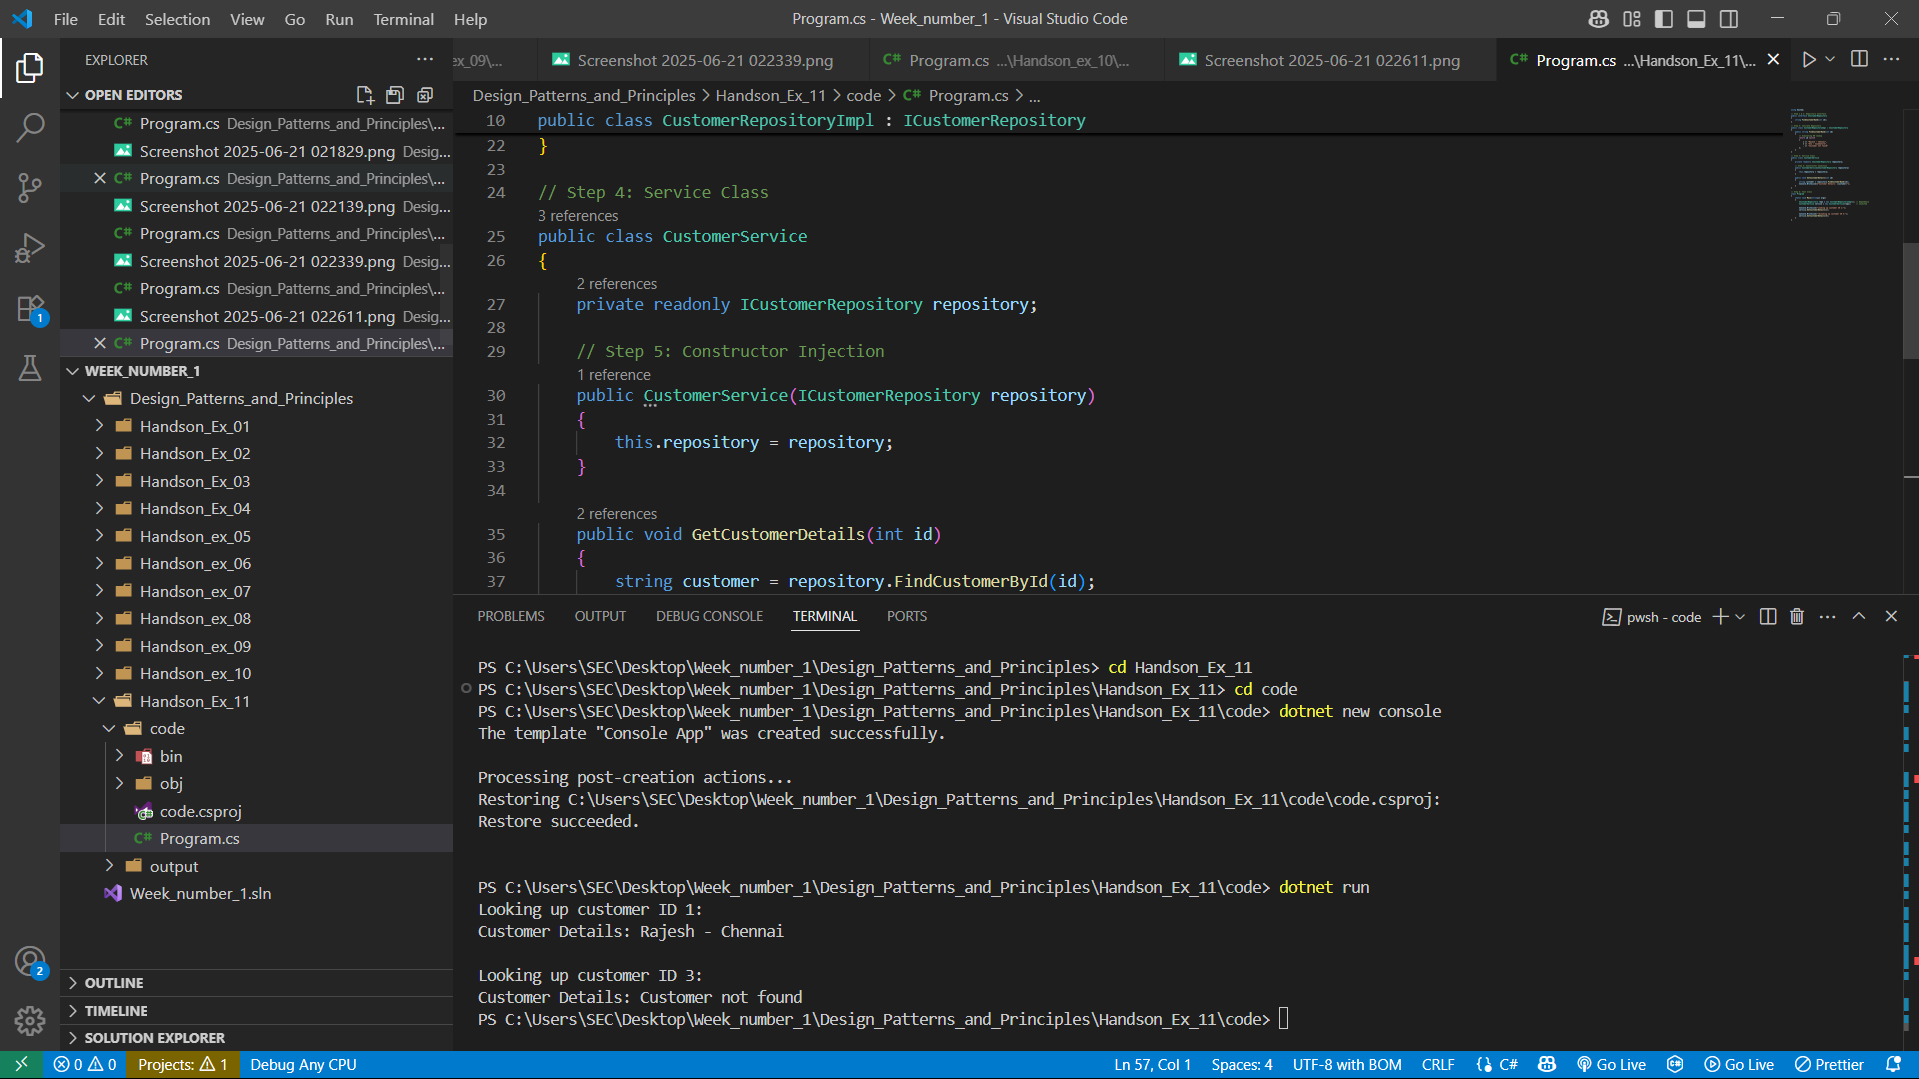 File Edit Selection View Go Run Terminal Help
Program.cs - Week_number_1 - Visual Studio Code
EXPLORER
OPEN EDITORS
Program.cs Design_Patterns_and_Principles\...
Screenshot 2025-06-21 021829.png Desig...
Program.cs Design_Patterns_and_Principles\...
Screenshot 2025-06-21 022139.png Desig...
Program.cs Design_Patterns_and_Principles\...
Screenshot 2025-06-21 022339.png Desig...
Program.cs Design_Patterns_and_Principles\...
Screenshot 2025-06-21 022611.png Desig...
Program.cs Design_Patterns_and_Principles\...
WEEK_NUMBER_1
Design_Patterns_and_Principles
Handson_Ex_01
Handson_Ex_02
Handson_Ex_03
Handson_Ex_04
Handson_ex_05
Handson_ex_06
Handson_ex_07
Handson_ex_08
Handson_ex_09
Handson_ex_10
Handson_Ex_11
code
bin
obj
code.csproj
Program.cs
output
Week_number_1.sln
OUTLINE
TIMELINE
SOLUTION EXPLORER
1
2
ex_09\... Screenshot 2025-06-21 022339.png Program.cs ...\Handson_ex_10\... Screenshot 2025-06-21 022611.png Program.cs ...\Handson_Ex_11\...
Design_Patterns_and_Principles > Handson_Ex_11 > code > C# Program.cs > ...
10 public class CustomerRepositoryImpl : ICustomerRepository
22 }
23
24 // Step 4: Service Class
3 references
25 public class CustomerService
26 {
2 references
27 private readonly ICustomerRepository repository;
28
29 // Step 5: Constructor Injection
1 reference
30 public CustomerService(ICustomerRepository repository)
31 {
32 this.repository = repository;
33 }
34
2 references
35 public void GetCustomerDetails(int id)
36 {
37 string customer = repository.FindCustomerById(id);
PROBLEMS OUTPUT DEBUG CONSOLE TERMINAL PORTS
pwsh - code
PS C:\Users\SEC\Desktop\Week_number_1\Design_Patterns_and_Principles> cd Handson_Ex_11
PS C:\Users\SEC\Desktop\Week_number_1\Design_Patterns_and_Principles\Handson_Ex_11> cd code
PS C:\Users\SEC\Desktop\Week_number_1\Design_Patterns_and_Principles\Handson_Ex_11\code> dotnet new console
The template "Console App" was created successfully.
Processing post-creation actions...
Restoring C:\Users\SEC\Desktop\Week_number_1\Design_Patterns_and_Principles\Handson_Ex_11\code\code.csproj:
Restore succeeded.
PS C:\Users\SEC\Desktop\Week_number_1\Design_Patterns_and_Principles\Handson_Ex_11\code> dotnet run
Looking up customer ID 1:
Customer Details: Rajesh - Chennai
Looking up customer ID 3:
Customer Details: Customer not found
PS C:\Users\SEC\Desktop\Week_number_1\Design_Patterns_and_Principles\Handson_Ex_11\code>
0 0 Projects: 1 Debug Any CPU
Ln 57, Col 1 Spaces: 4 UTF-8 with BOM CRLF {} C# Go Live Go Live Prettier